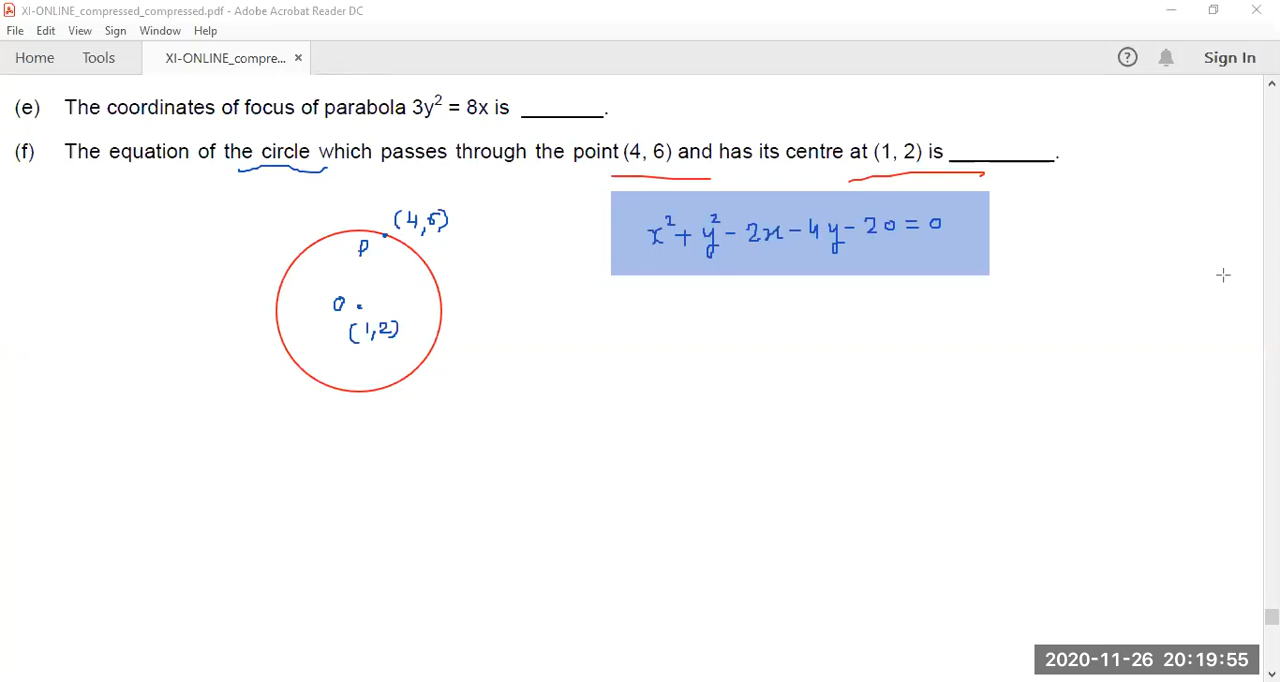 XI-ONLINE_compressed_compressed.pdf - Adobe Acrobat Reader DC
File Edit View Sign Window Help
Home Tools XI-ONLINE_compre... × ? Sign In
(e) The coordinates of focus of parabola 3y² = 8x is ________.
(f) The equation of the circle which passes through the point (4, 6) and has its centre at (1, 2) is __________.
x² + y² - 2x - 4y - 20 = 0
(4,6)
P
O
(1,2)
2020-11-26 20:19:55